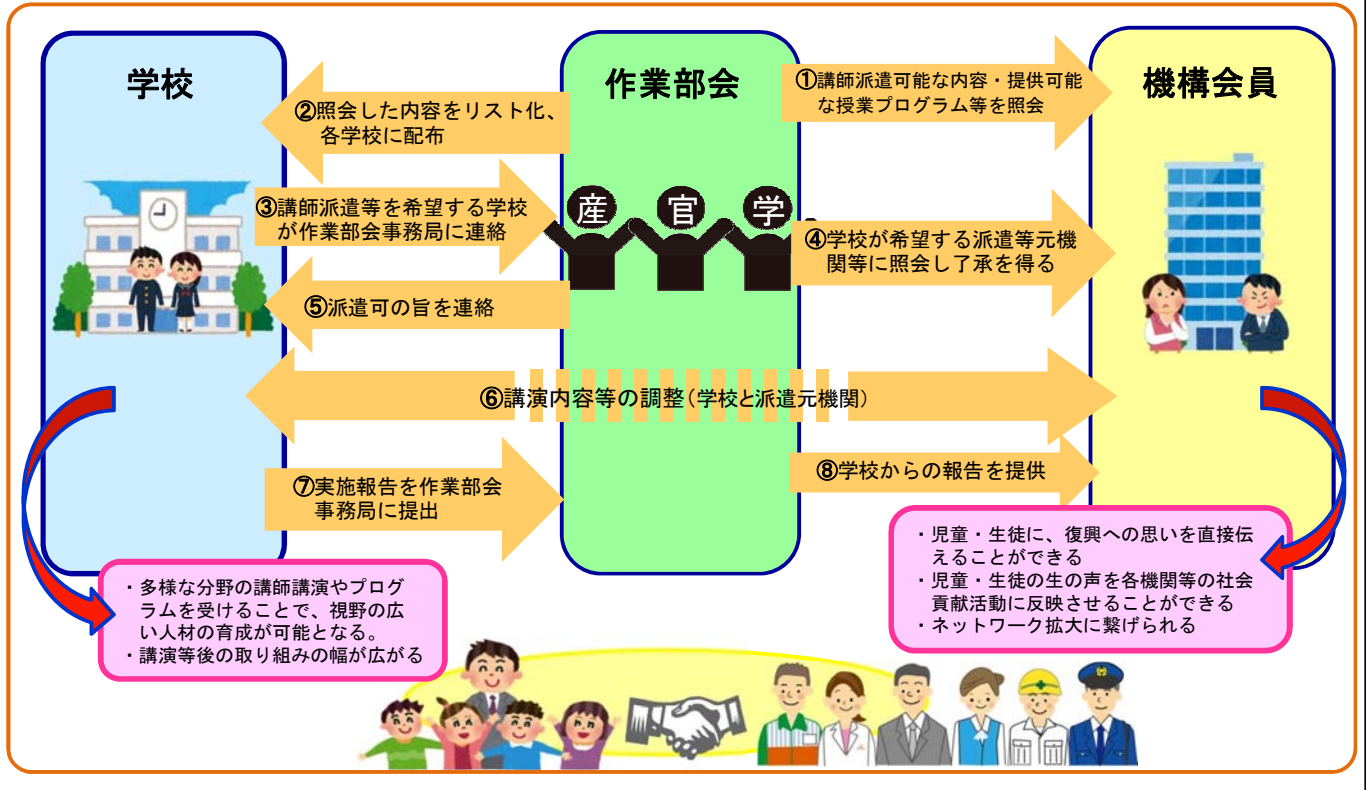 学校
作業部会
機構会員
①講師派遣可能な内容・提供可能
な授業プログラム等を照会
②照会した内容をリスト化、
各学校に配布
③講師派遣等を希望する学校
が作業部会事務局に連絡
産 官 学
④学校が希望する派遣等元機
関等に照会し了承を得る
⑤派遣可の旨を連絡
⑥講演内容等の調整（学校と派遣元機関）
⑦実施報告を作業部会
事務局に提出
⑧学校からの報告を提供
・多様な分野の講師講演やプログ
ラムを受けることで、視野の広
い人材の育成が可能となる。
・講演等後の取り組みの幅が広がる
・児童・生徒に、復興への思いを直接伝
えることができる
・児童・生徒の生の声を各機関等の社会
貢献活動に反映させることができる
・ネットワーク拡大に繋げられる